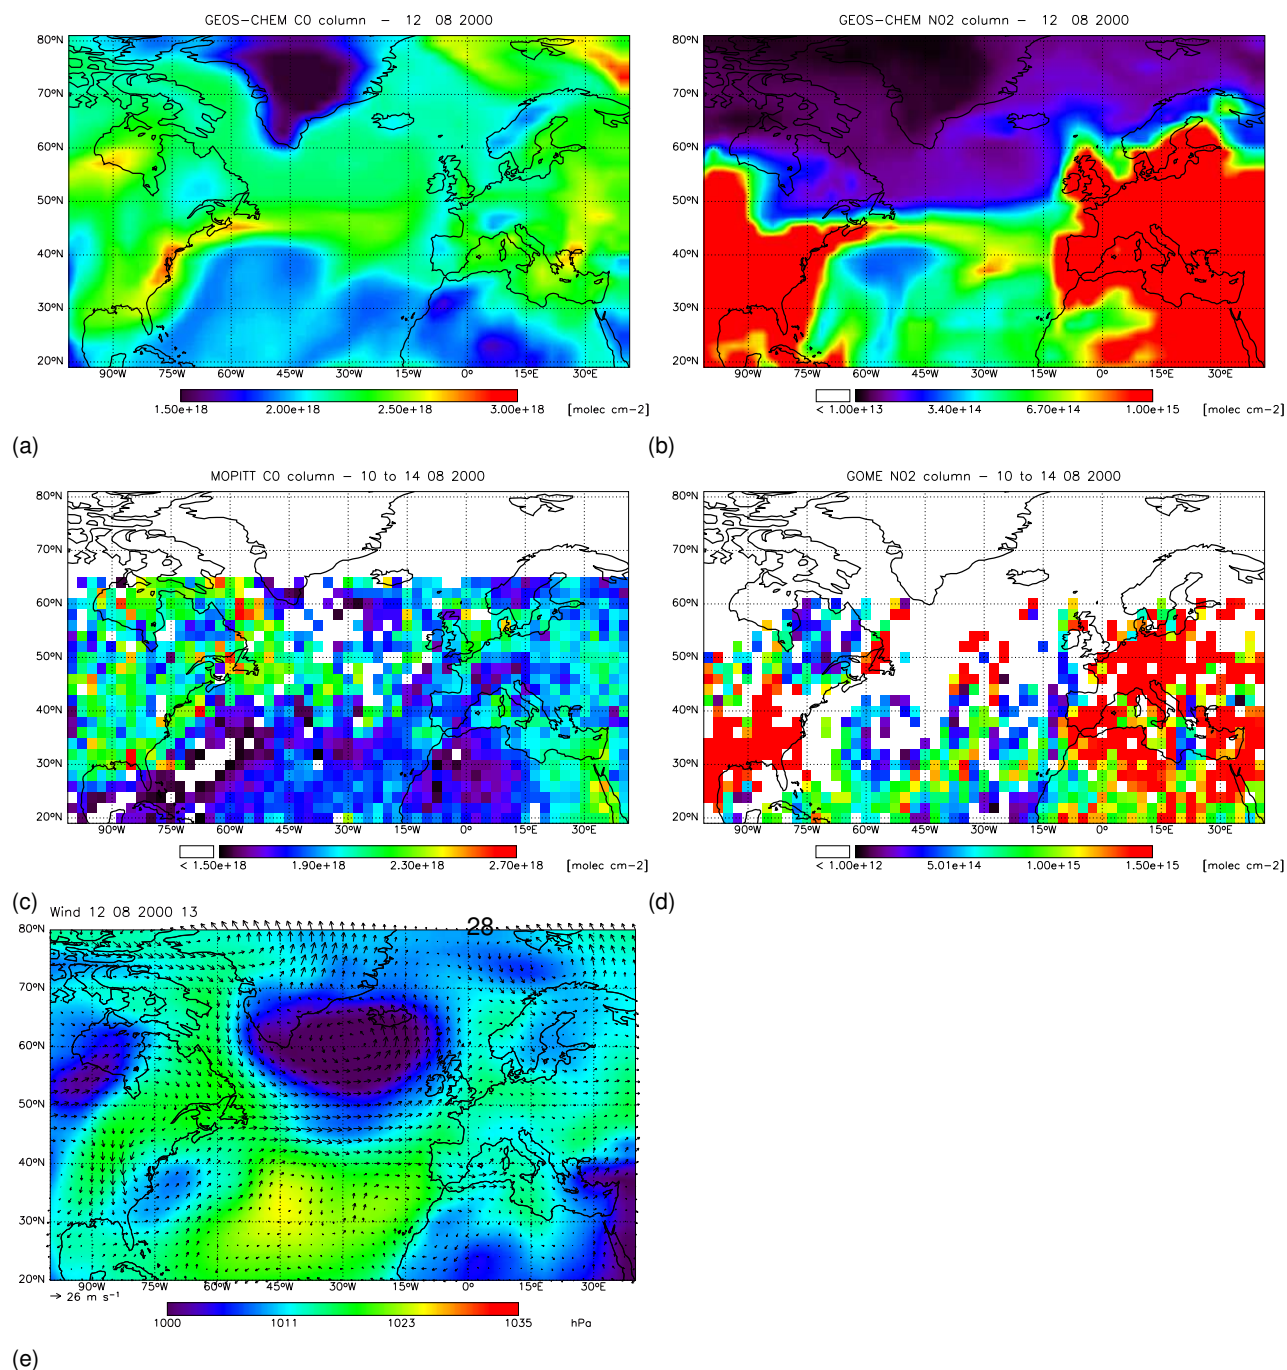 GEOS-CHEM CO column - 12 08 2000
80°N
70°N
60°N
50°N
40°N
30°N
20°N
90°W 75°W 60°W 45°W 30°W 15°W 0°E 15°E 30°E
1.50e+18 2.00e+18 2.50e+18 3.00e+18 [molec cm-2]
(a)
GEOS-CHEM NO2 column - 12 08 2000
80°N
70°N
60°N
50°N
40°N
30°N
20°N
90°W 75°W 60°W 45°W 30°W 15°W 0°E 15°E 30°E
< 1.00e+13 3.40e+14 6.70e+14 1.00e+15 [molec cm-2]
(b)
MOPITT CO column - 10 to 14 08 2000
80°N
70°N
60°N
50°N
40°N
30°N
20°N
90°W 75°W 60°W 45°W 30°W 15°W 0°E 15°E 30°E
< 1.50e+18 1.90e+18 2.30e+18 2.70e+18 [molec cm-2]
(c)
GOME NO2 column - 10 to 14 08 2000
80°N
70°N
60°N
50°N
40°N
30°N
20°N
90°W 75°W 60°W 45°W 30°W 15°W 0°E 15°E 30°E
< 1.00e+12 5.01e+14 1.00e+15 1.50e+15 [molec cm-2]
(d)
Wind 12 08 2000 13
28
80°N
70°N
60°N
50°N
40°N
30°N
20°N
90°W 75°W 60°W 45°W 30°W 15°W 0°E 15°E 30°E
→ 26 m s⁻¹
1000 1011 1023 1035 hPa
(e)